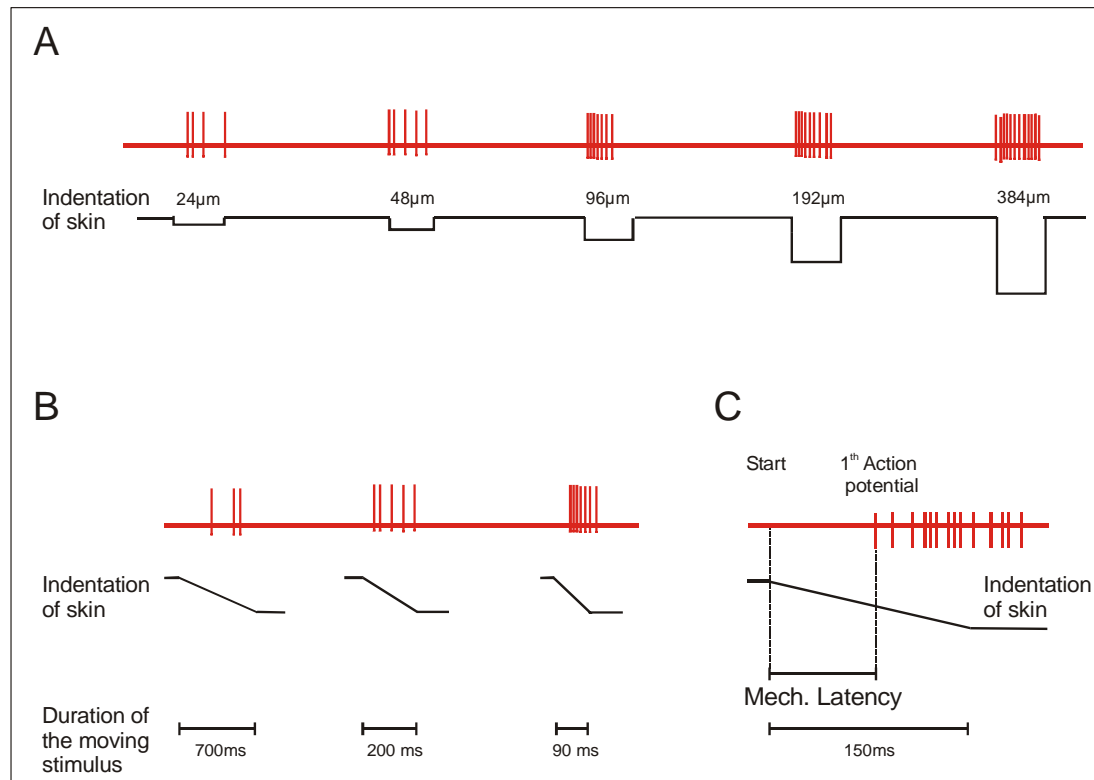 A
Indentation
of skin
24µm
48µm
96µm
192µm
384µm
B
Indentation
of skin
Duration of
the moving
stimulus
700ms
200 ms
90 ms
C
Start
1th Action
potential
Indentation
of skin
Mech. Latency
150ms